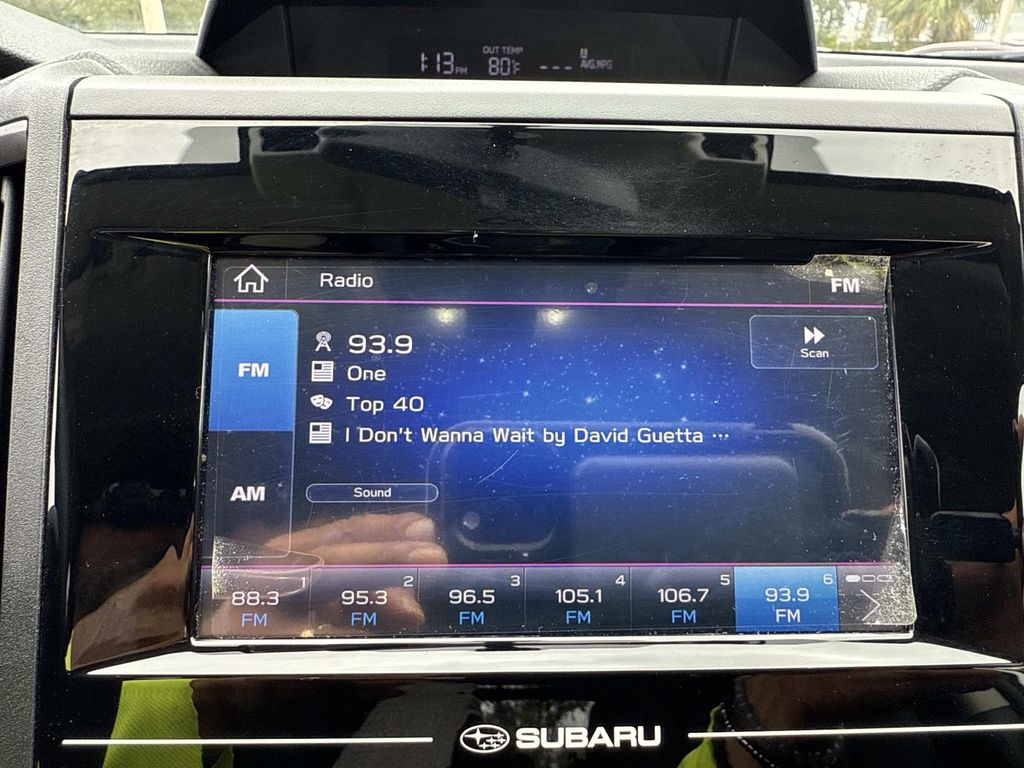 OUT TEMP
1:13 PM 80°F --- A AVG.MPG
Radio FM
FM
93.9
Scan
One
Top 40
I Don't Wanna Wait by David Guetta ...
AM
Sound
1 2 3 4 5 6
88.3 95.3 96.5 105.1 106.7 93.9
FM FM FM FM FM FM
SUBARU